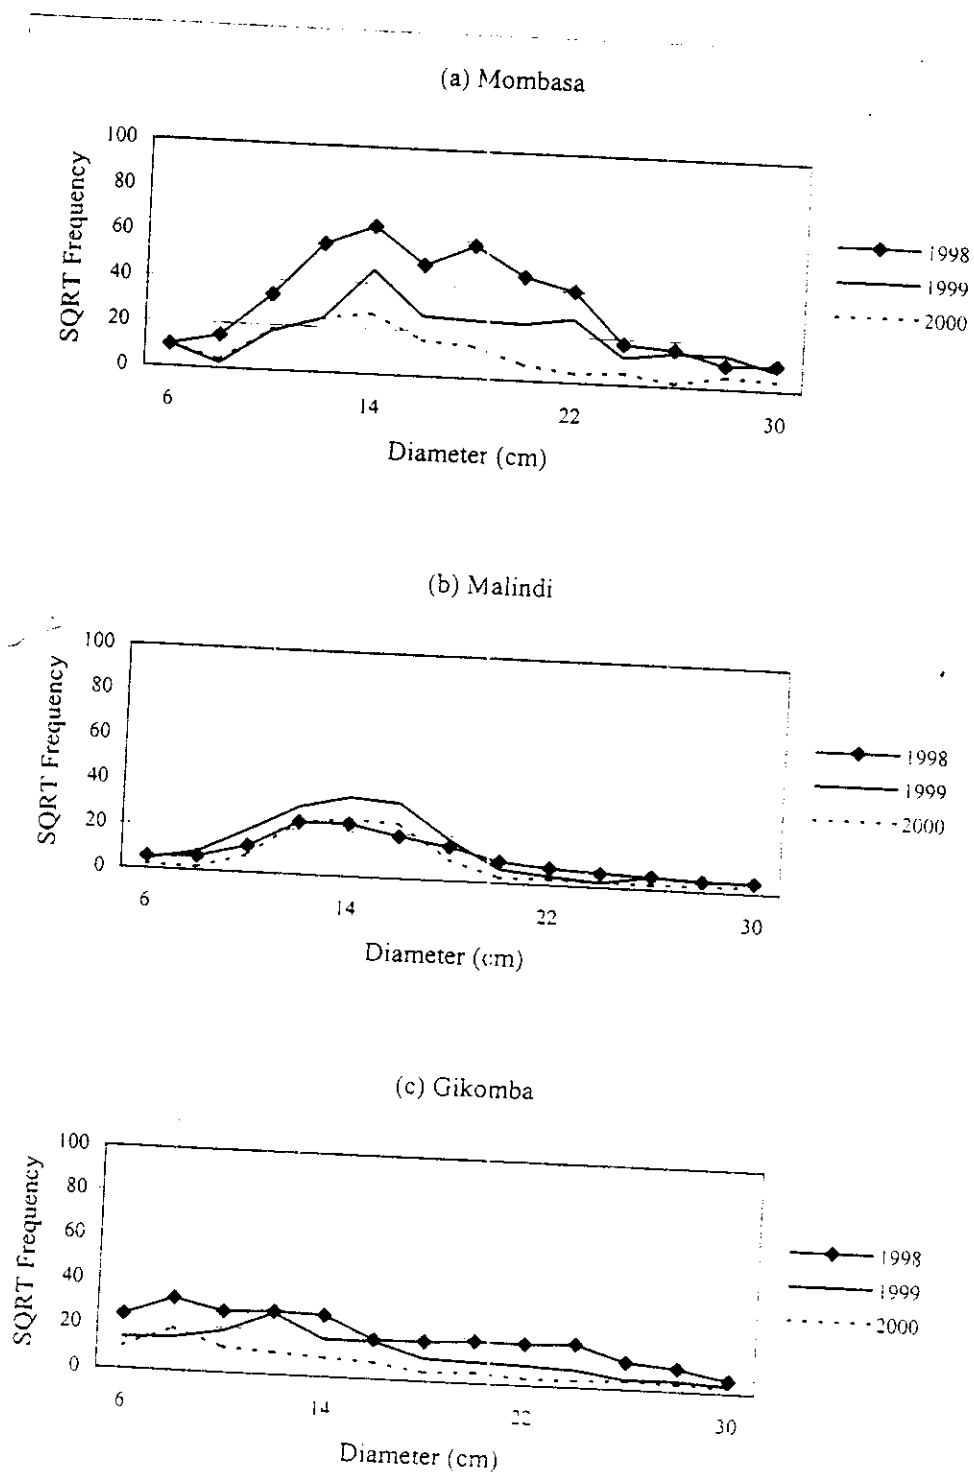 (a) Mombasa
SQRT Frequency
100
80
60
40
20
0
6 14 22 30
Diameter (cm)
1998
1999
2000
(b) Malindi
SQRT Frequency
100
80
60
40
20
0
6 14 22 30
Diameter (cm)
1998
1999
2000
(c) Gikomba
SQRT Frequency
100
80
60
40
20
0
6 14 22 30
Diameter (cm)
1998
1999
2000